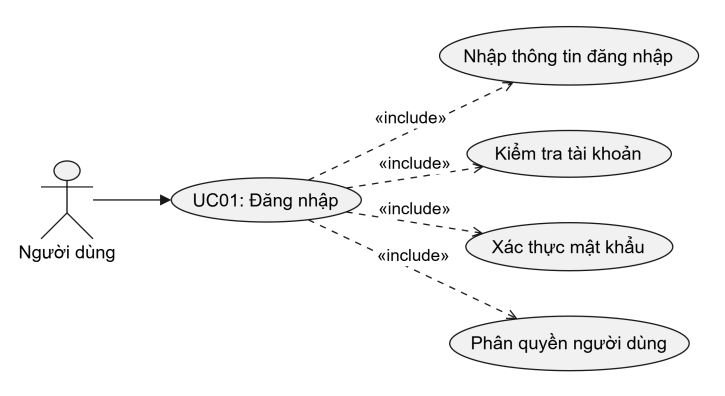 Nhập thông tin đăng nhập
«include»
Kiểm tra tài khoản
«include»
UC01: Đăng nhập
«include»
Người dùng
Xác thực mật khẩu
«include»
Phân quyền người dùng